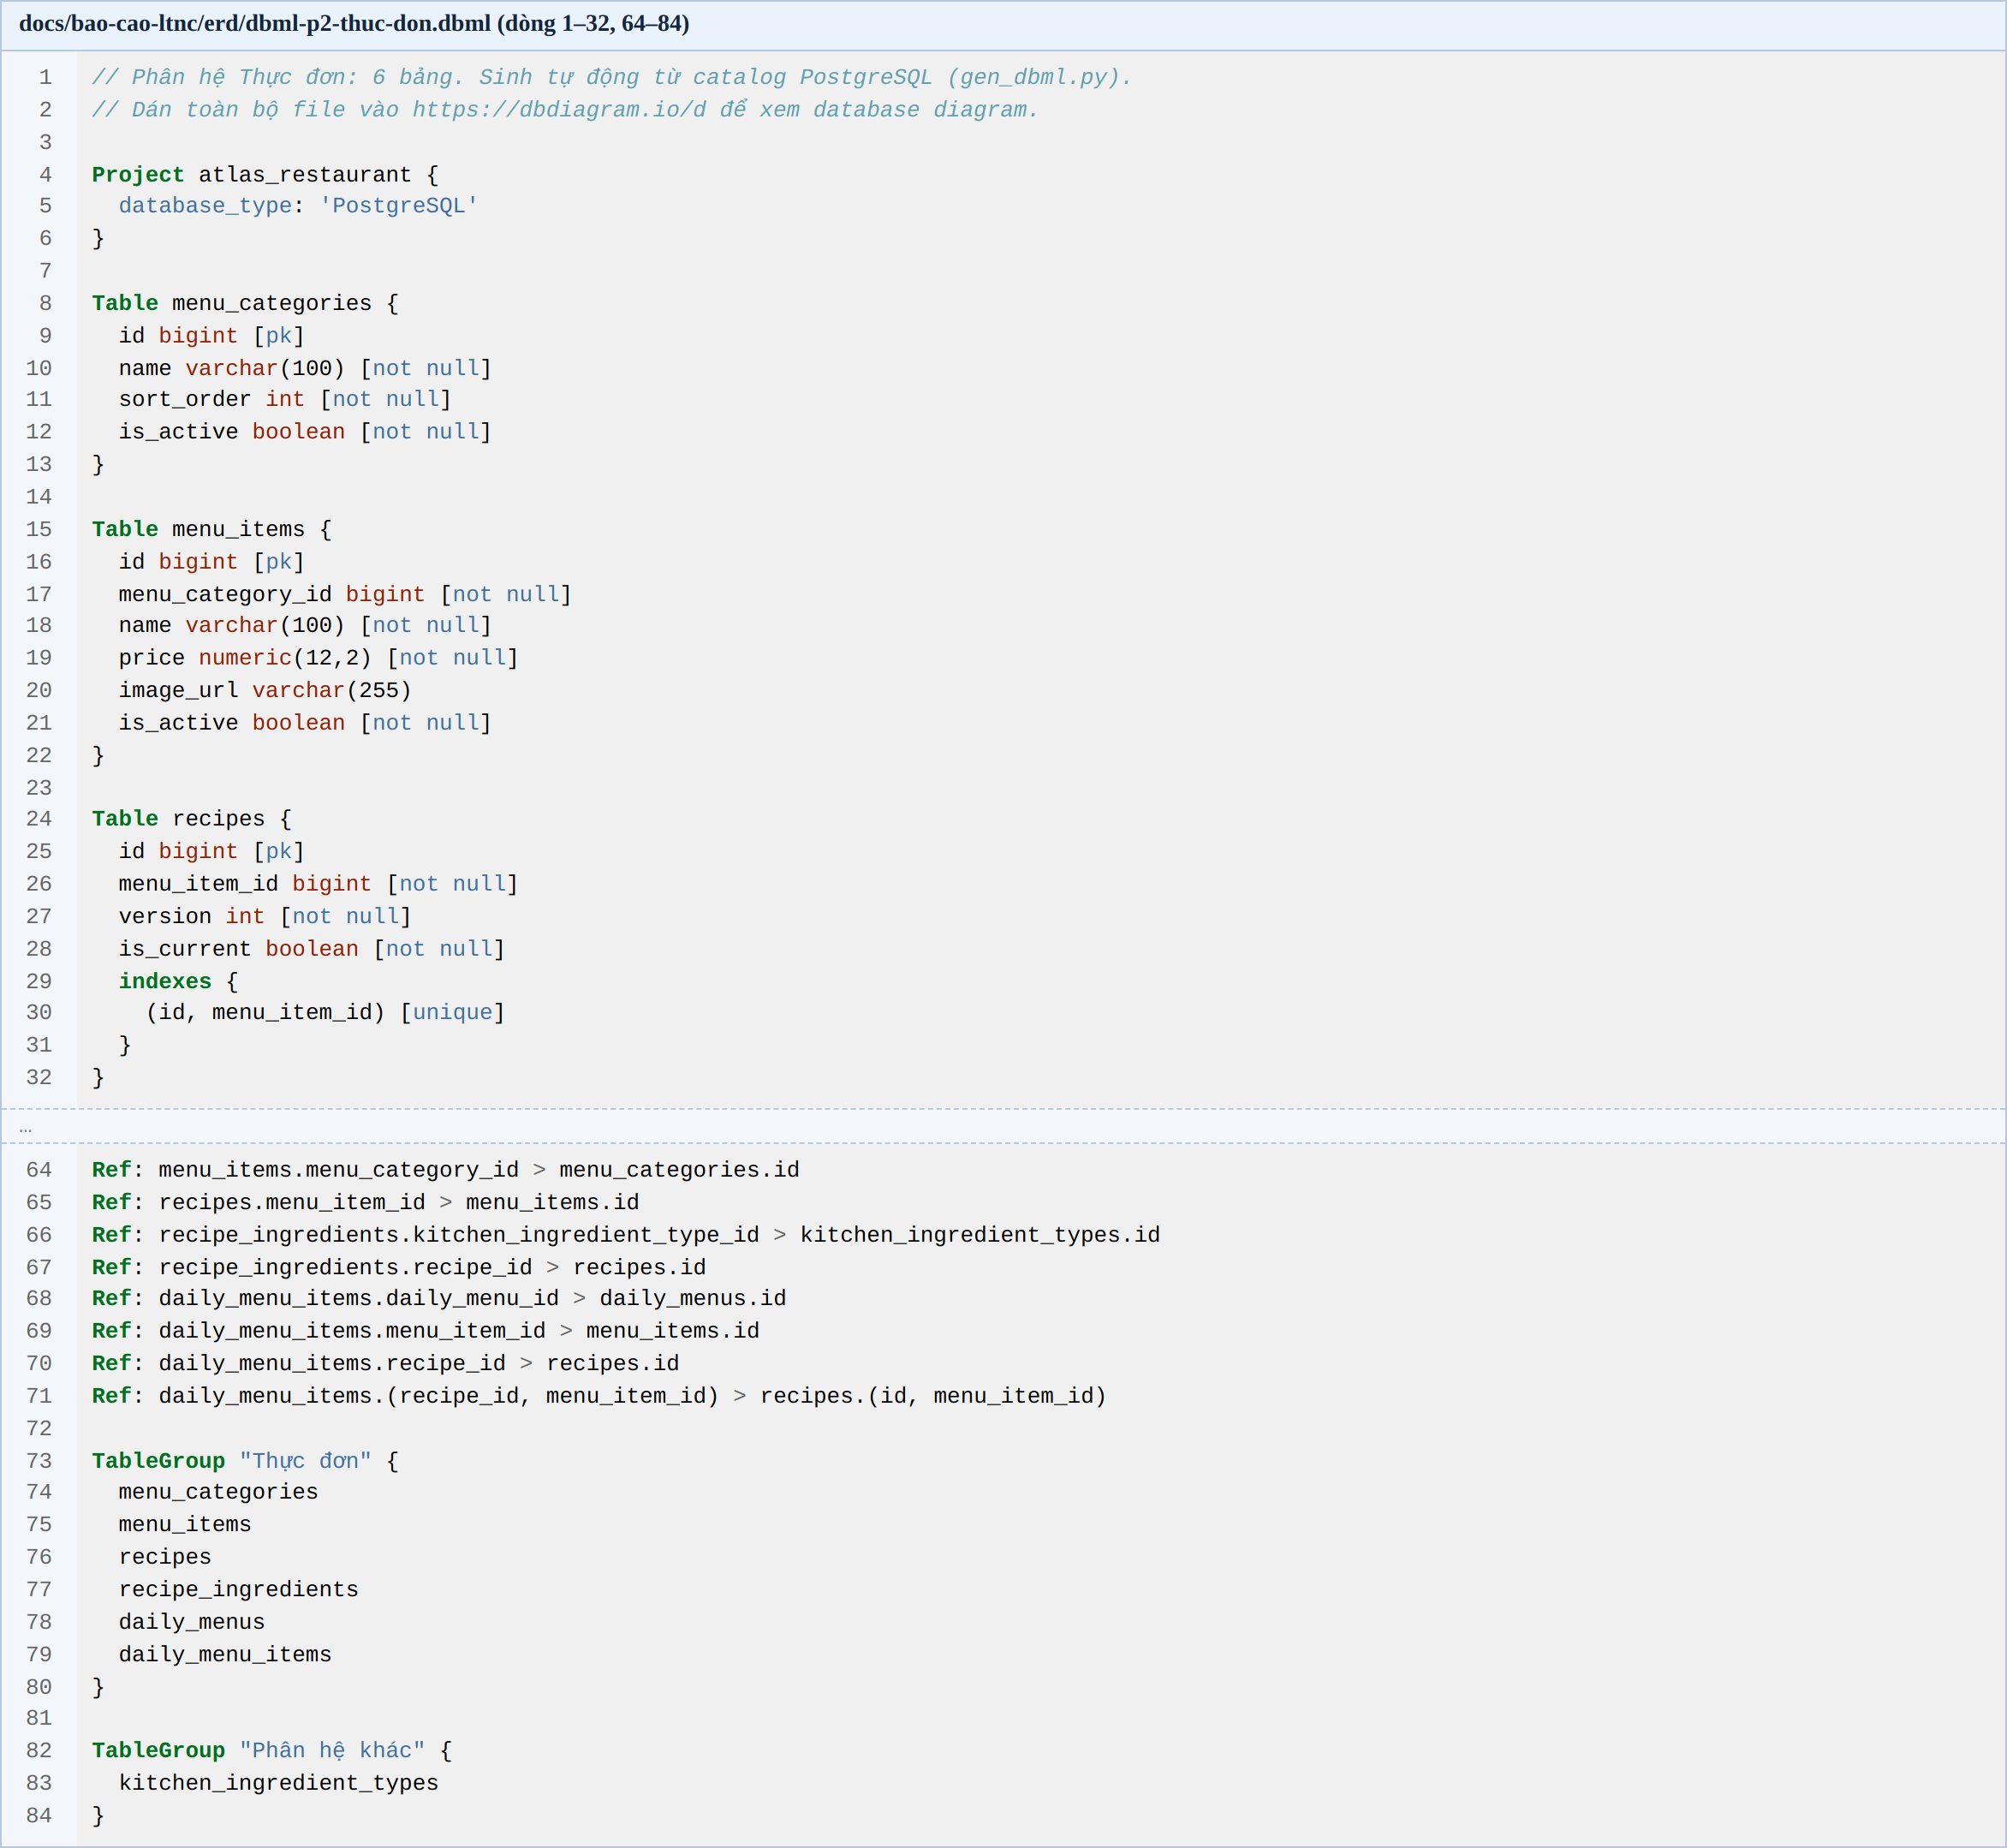 docs/bao-cao-ltnc/erd/dbml-p2-thuc-don.dbml (dòng 1–32, 64–84)
1 // Phân hệ Thực đơn: 6 bảng. Sinh tự động từ catalog PostgreSQL (gen_dbml.py).
2 // Dán toàn bộ file vào https://dbdiagram.io/d để xem database diagram.
3
4 Project atlas_restaurant {
5   database_type: 'PostgreSQL'
6 }
7
8 Table menu_categories {
9   id bigint [pk]
10   name varchar(100) [not null]
11   sort_order int [not null]
12   is_active boolean [not null]
13 }
14
15 Table menu_items {
16   id bigint [pk]
17   menu_category_id bigint [not null]
18   name varchar(100) [not null]
19   price numeric(12,2) [not null]
20   image_url varchar(255)
21   is_active boolean [not null]
22 }
23
24 Table recipes {
25   id bigint [pk]
26   menu_item_id bigint [not null]
27   version int [not null]
28   is_current boolean [not null]
29   indexes {
30     (id, menu_item_id) [unique]
31   }
32 }
…
64 Ref: menu_items.menu_category_id > menu_categories.id
65 Ref: recipes.menu_item_id > menu_items.id
66 Ref: recipe_ingredients.kitchen_ingredient_type_id > kitchen_ingredient_types.id
67 Ref: recipe_ingredients.recipe_id > recipes.id
68 Ref: daily_menu_items.daily_menu_id > daily_menus.id
69 Ref: daily_menu_items.menu_item_id > menu_items.id
70 Ref: daily_menu_items.recipe_id > recipes.id
71 Ref: daily_menu_items.(recipe_id, menu_item_id) > recipes.(id, menu_item_id)
72
73 TableGroup "Thực đơn" {
74   menu_categories
75   menu_items
76   recipes
77   recipe_ingredients
78   daily_menus
79   daily_menu_items
80 }
81
82 TableGroup "Phân hệ khác" {
83   kitchen_ingredient_types
84 }